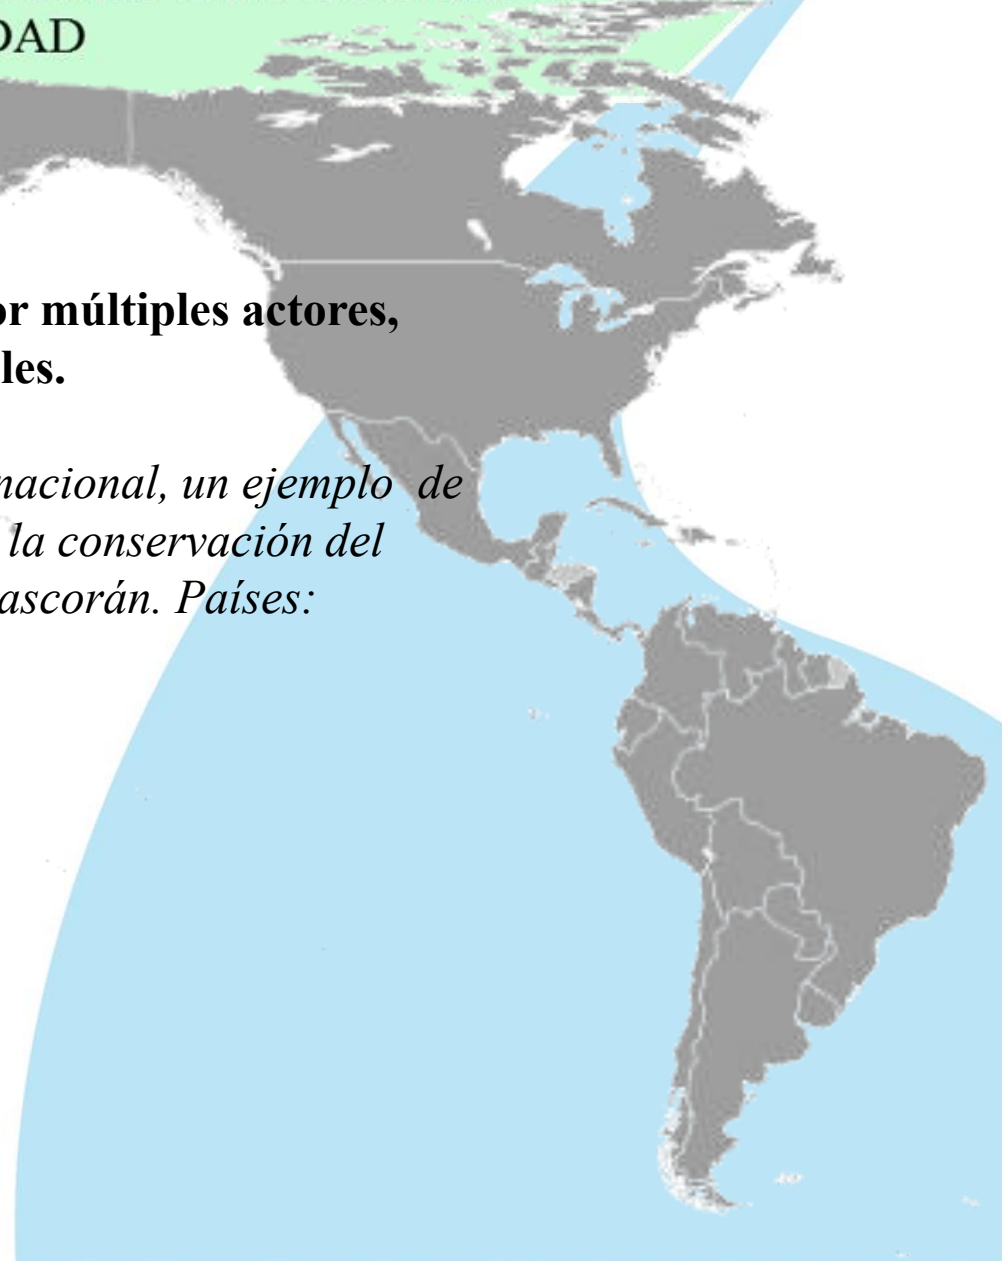 DAD
or múltiples actores,
les.
nacional, un ejemplo de
la conservación del
ascorán. Países: